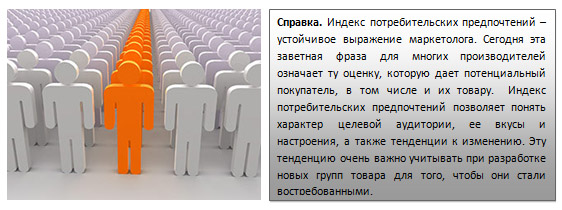 Справка. Индекс потребительских предпочтений –
устойчивое выражение маркетолога. Сегодня эта
заветная фраза для многих производителей
означает ту оценку, которую дает потенциальный
покупатель, в том числе и их товару. Индекс
потребительских предпочтений позволяет понять
характер целевой аудитории, ее вкусы и
настроения, а также тенденции к изменению. Эту
тенденцию очень важно учитывать при разработке
новых групп товара для того, чтобы они стали
востребованными.